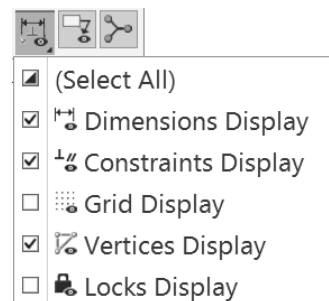 (Select All)
Dimensions Display
Constraints Display
Grid Display
Vertices Display
Locks Display